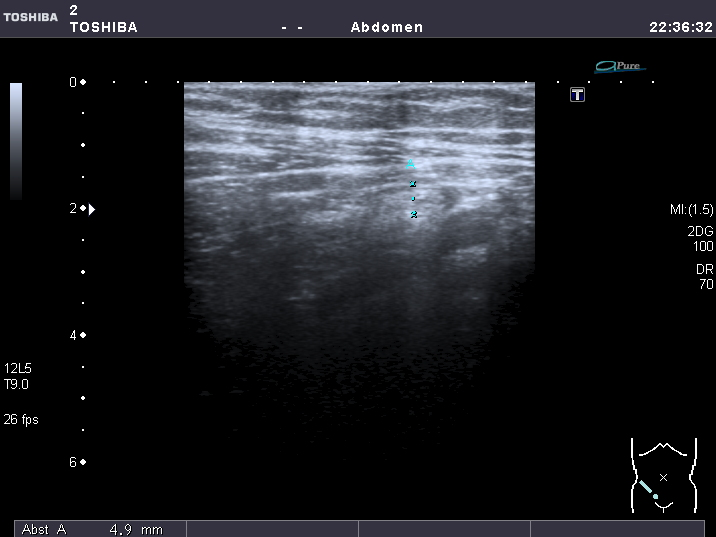 TOSHIBA
2
TOSHIBA - - Abdomen 22:36:32
Pure
T
0
2
4
6
MI:(1.5)
2DG
100
DR
70
12L5
T9.0
26 fps
Abst A 4.9 mm